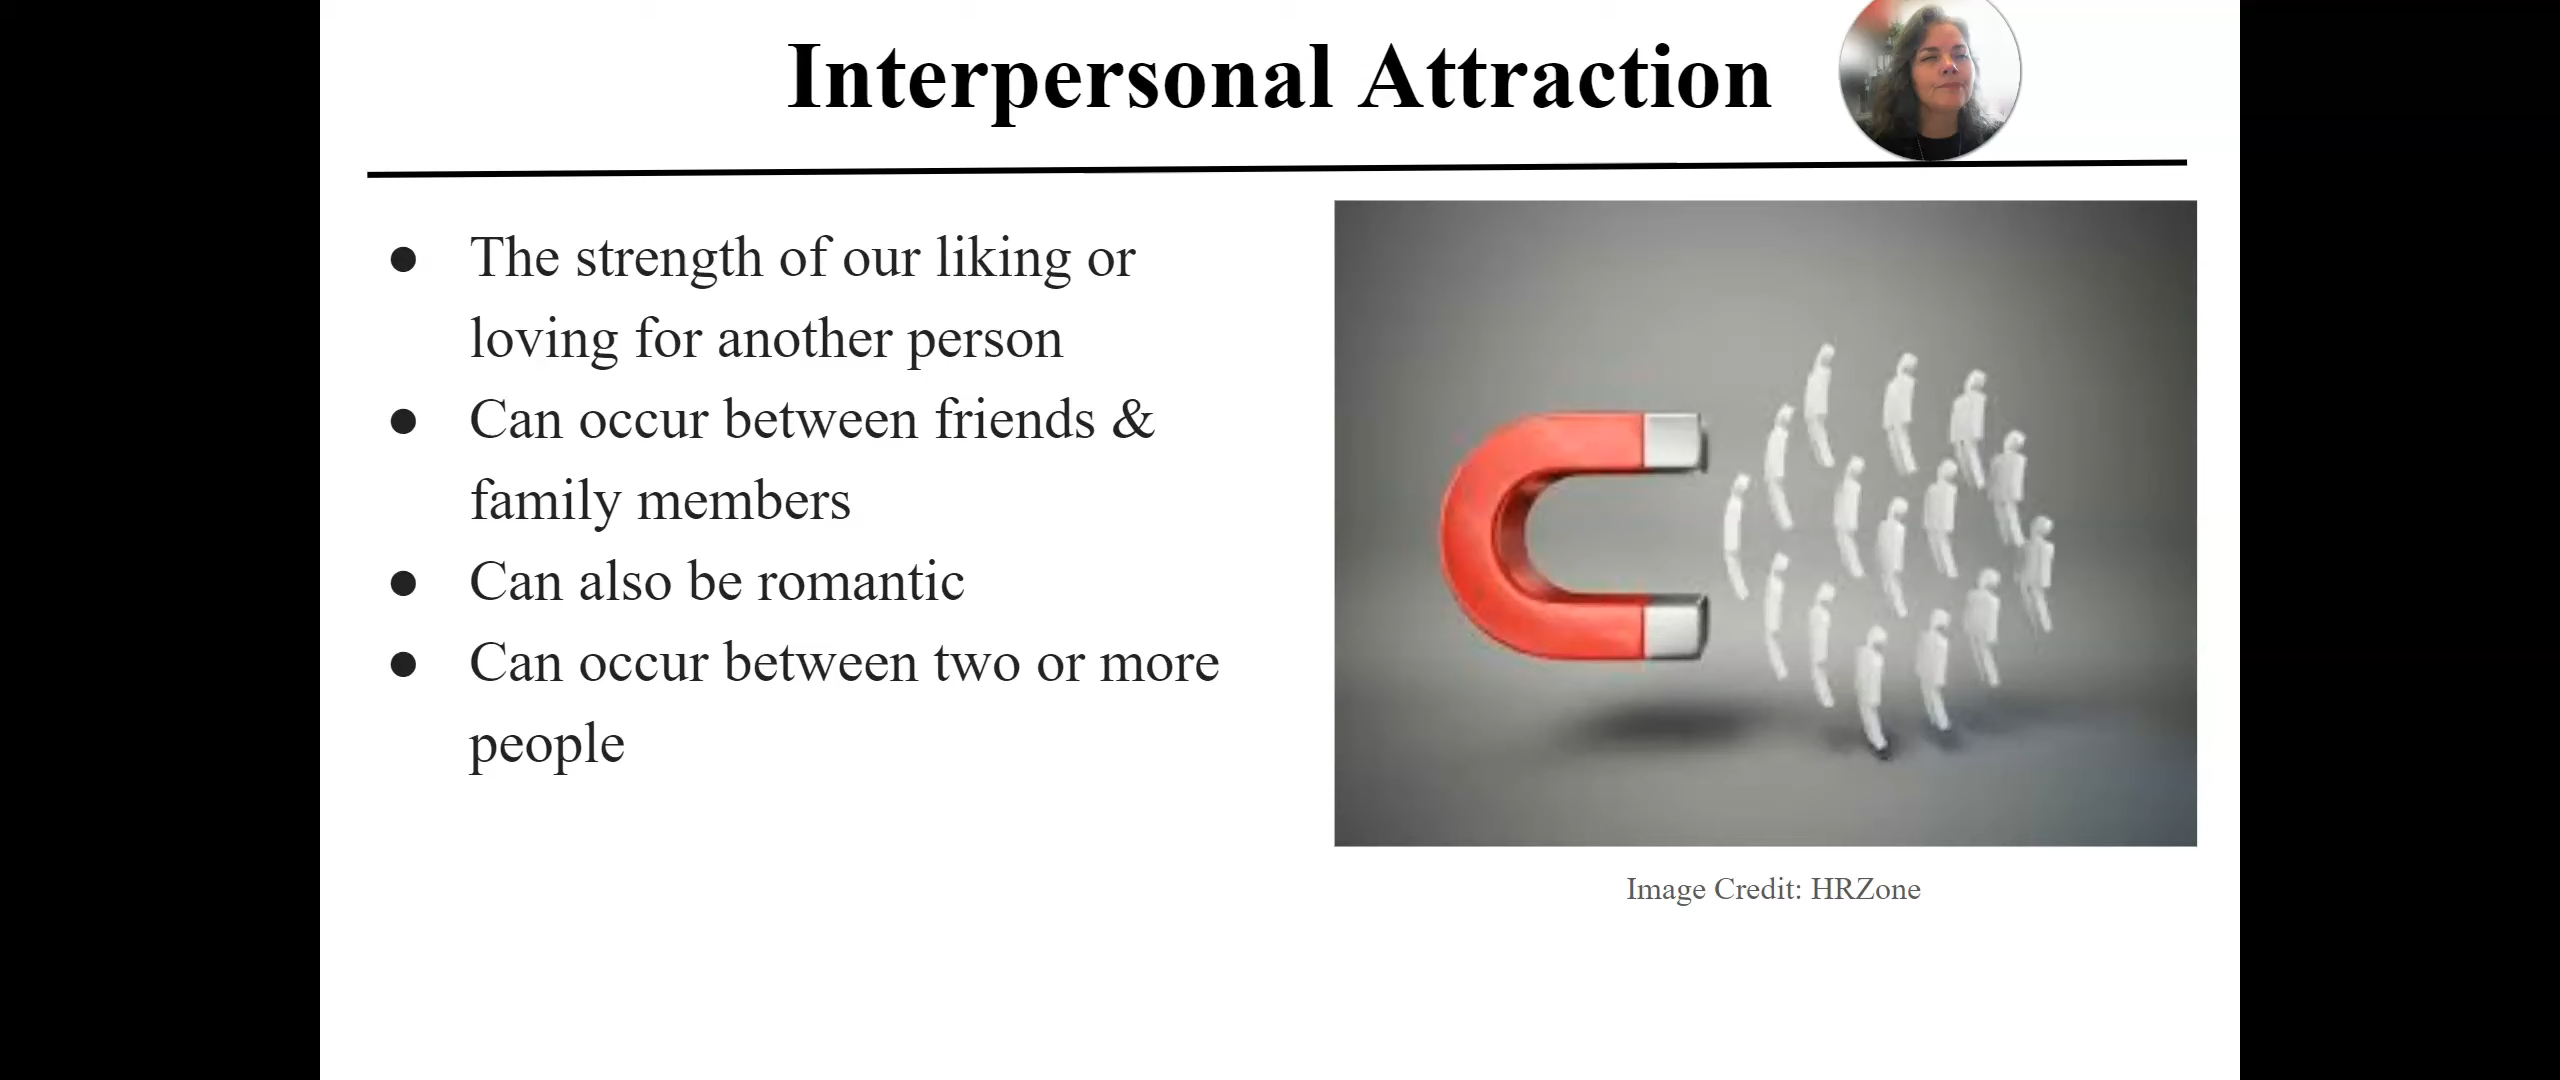 Interpersonal Attraction
● The strength of our liking or
loving for another person
● Can occur between friends &
family members
● Can also be romantic
● Can occur between two or more
people
Image Credit: HRZone